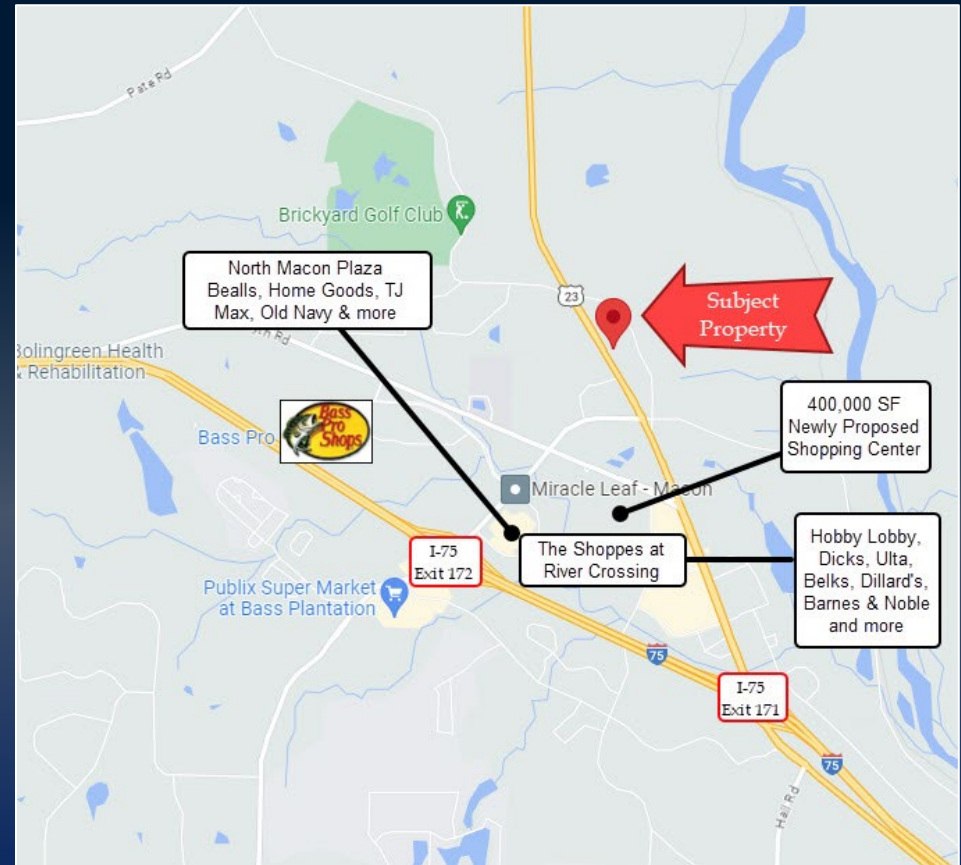 Pate Rd
Brickyard Golf Club
North Macon Plaza
Bealls, Home Goods, TJ
Max, Old Navy & more
23
Subject
Property
Rd
Bolingreen Health
& Rehabilitation
Bass Pro
Bass
Pro
Shops
400,000 SF
Newly Proposed
Shopping Center
Miracle Leaf - Macon
I-75
Exit 172
The Shoppes at
River Crossing
Hobby Lobby,
Dicks, Ulta,
Belks, Dillard's,
Barnes & Noble
and more
Publix Super Market
at Bass Plantation
75
I-75
Exit 171
75
Hall Rd